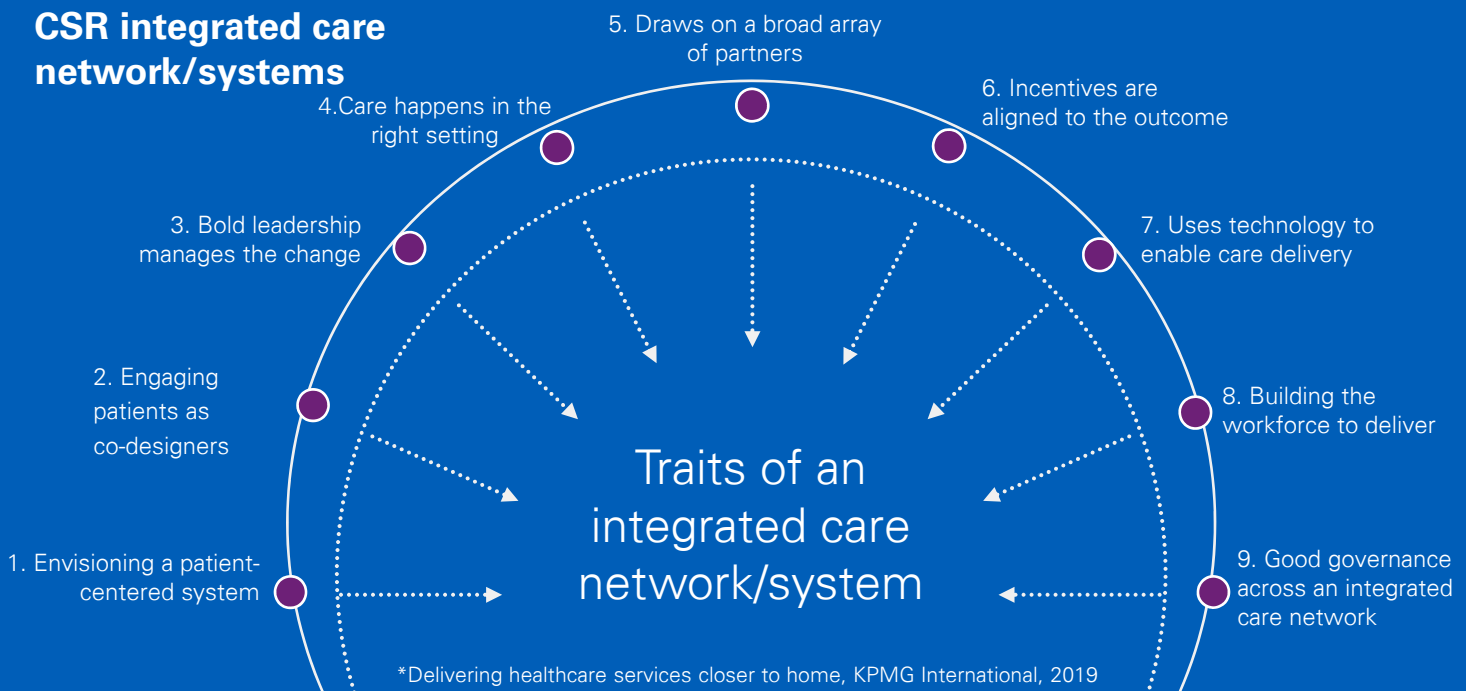 CSR integrated care
network/systems
1. Envisioning a patient-
centered system
2. Engaging
patients as
co-designers
3. Bold leadership
manages the change
4.Care happens in the
right setting
5. Draws on a broad array
of partners
6. Incentives are
aligned to the outcome
7. Uses technology to
enable care delivery
8. Building the
workforce to deliver
9. Good governance
across an integrated
care network
Traits of an
integrated care
network/system
*Delivering healthcare services closer to home, KPMG International, 2019